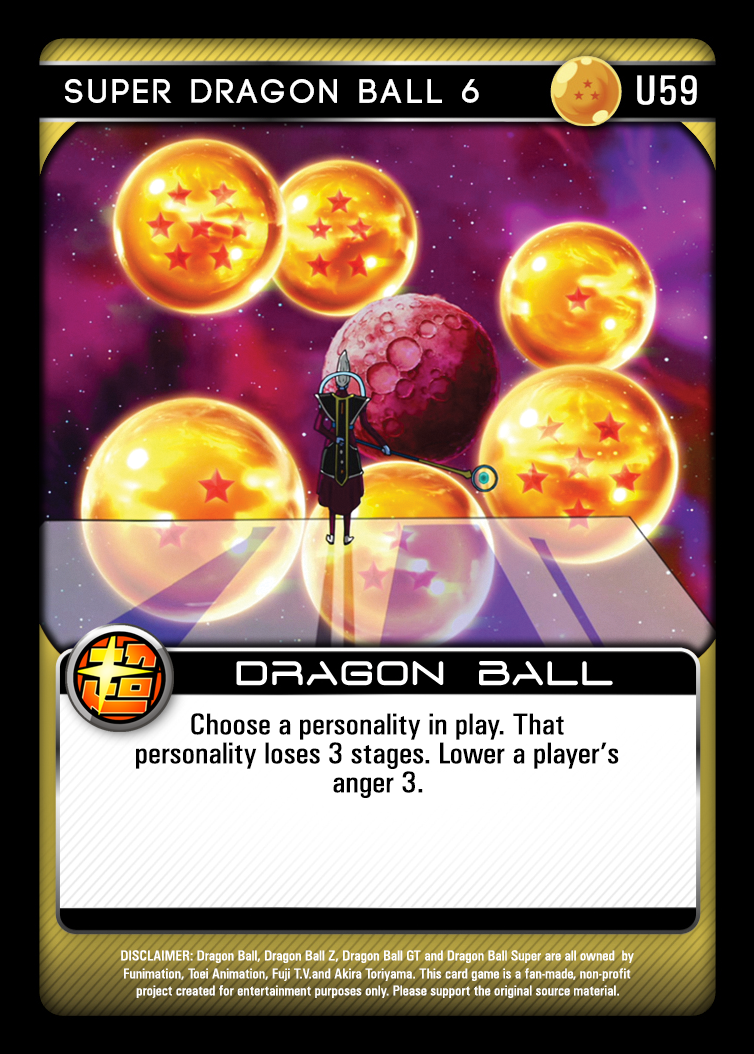 SUPER DRAGON BALL 6 U59
DRAGON BALL
超
Choose a personality in play. That
personality loses 3 stages. Lower a player's
anger 3.
DISCLAIMER: Dragon Ball, Dragon Ball Z, Dragon Ball GT and Dragon Ball Super are all owned by
Funimation, Toei Animation, Fuji T.V.and Akira Toriyama. This card game is a fan-made, non-profit
project created for entertainment purposes only. Please support the original source material.